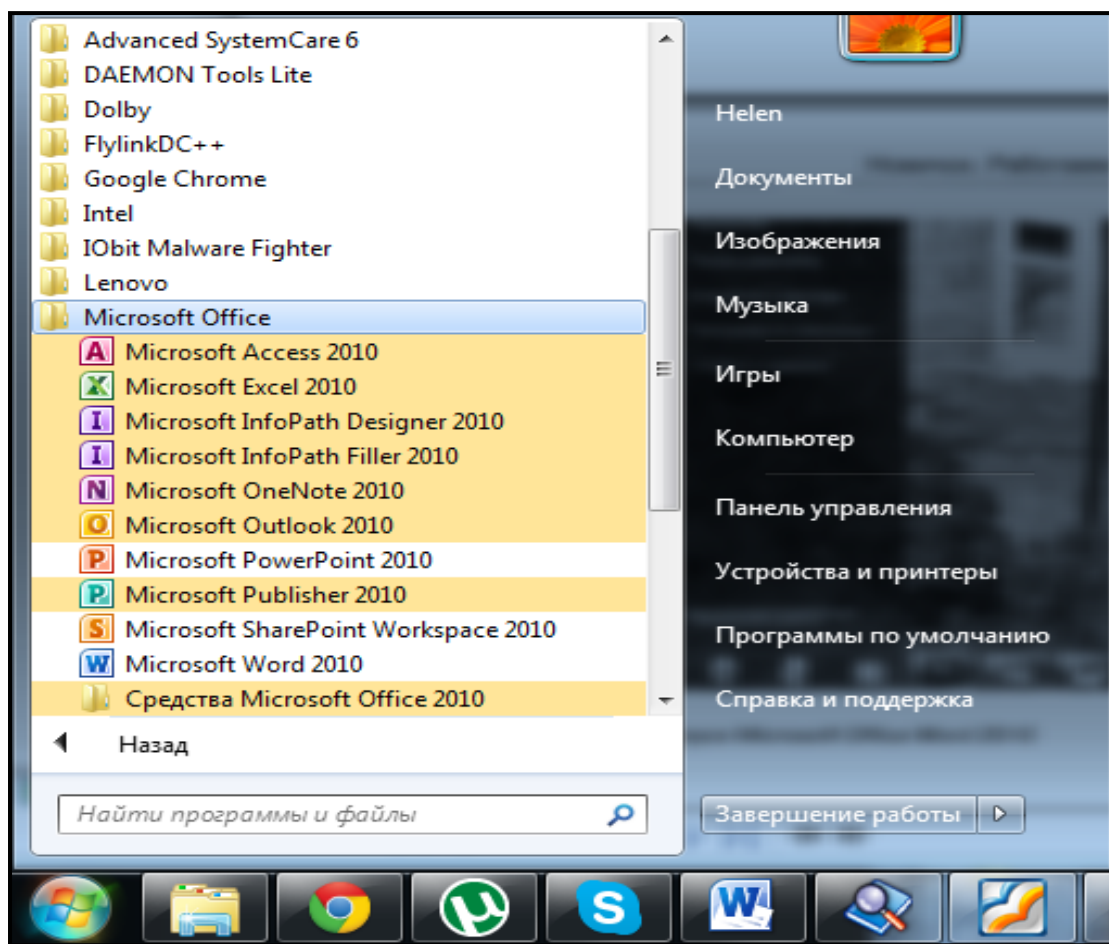 Advanced SystemCare 6
DAEMON Tools Lite
Dolby
FlylinkDC++
Google Chrome
Intel
IObit Malware Fighter
Lenovo
Microsoft Office
Microsoft Access 2010
Microsoft Excel 2010
Microsoft InfoPath Designer 2010
Microsoft InfoPath Filler 2010
Microsoft OneNote 2010
Microsoft Outlook 2010
Microsoft PowerPoint 2010
Microsoft Publisher 2010
Microsoft SharePoint Workspace 2010
Microsoft Word 2010
Средства Microsoft Office 2010
Назад
Найти программы и файлы
Helen
Документы
Изображения
Музыка
Игры
Компьютер
Панель управления
Устройства и принтеры
Программы по умолчанию
Справка и поддержка
Завершение работы